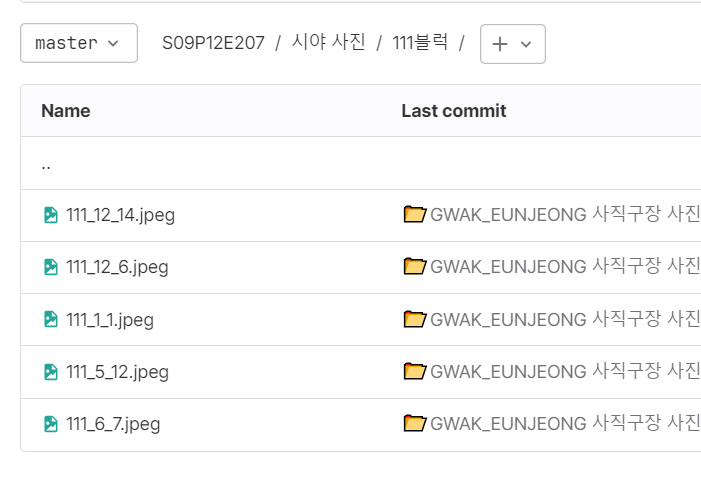 master S09P12E207 / 시야 사진 / 111블럭 /
Name Last commit
..
111_12_14.jpeg GWAK_EUNJEONG 사직구장 사진
111_12_6.jpeg GWAK_EUNJEONG 사직구장 사진
111_1_1.jpeg GWAK_EUNJEONG 사직구장 사진
111_5_12.jpeg GWAK_EUNJEONG 사직구장 사진
111_6_7.jpeg GWAK_EUNJEONG 사직구장 사진